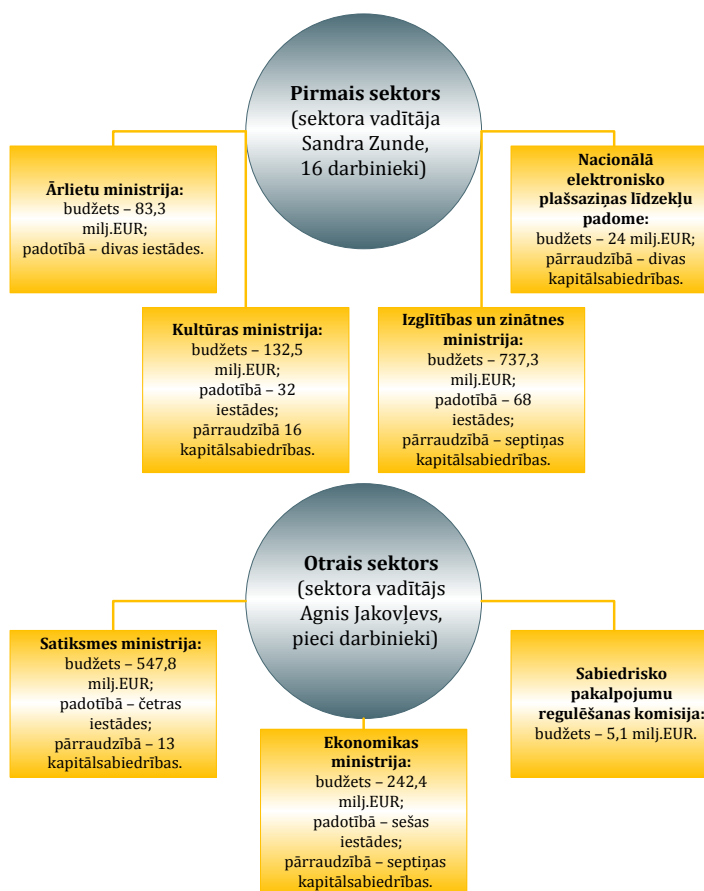 Pirmais sektors
(sektora vadītāja
Sandra Zunde,
16 darbinieki)
Ārlietu ministrija:
budžets – 83,3
milj.EUR;
padotībā – divas iestādes.
Nacionālā
elektronisko
plašsaziņas līdzekļu
padome:
budžets – 24 milj.EUR;
pārraudzībā – divas
kapitālsabiedrības.
Kultūras ministrija:
budžets – 132,5
milj.EUR;
padotībā – 32
iestādes;
pārraudzībā 16
kapitālsabiedrības.
Izglītības un zinātnes
ministrija:
budžets – 737,3
milj.EUR;
padotībā – 68
iestādes;
pārraudzībā – septiņas
kapitālsabiedrības.
Otrais sektors
(sektora vadītājs
Agnis Jakovļevs,
pieci darbinieki)
Satiksmes ministrija:
budžets – 547,8
milj.EUR;
padotībā – četras
iestādes;
pārraudzībā – 13
kapitālsabiedrības.
Sabiedrisko
pakalpojumu
regulēšanas komisija:
budžets – 5,1 milj.EUR.
Ekonomikas
ministrija:
budžets – 242,4
milj.EUR;
padotībā – sešas
iestādes;
pārraudzībā – septiņas
kapitālsabiedrības.